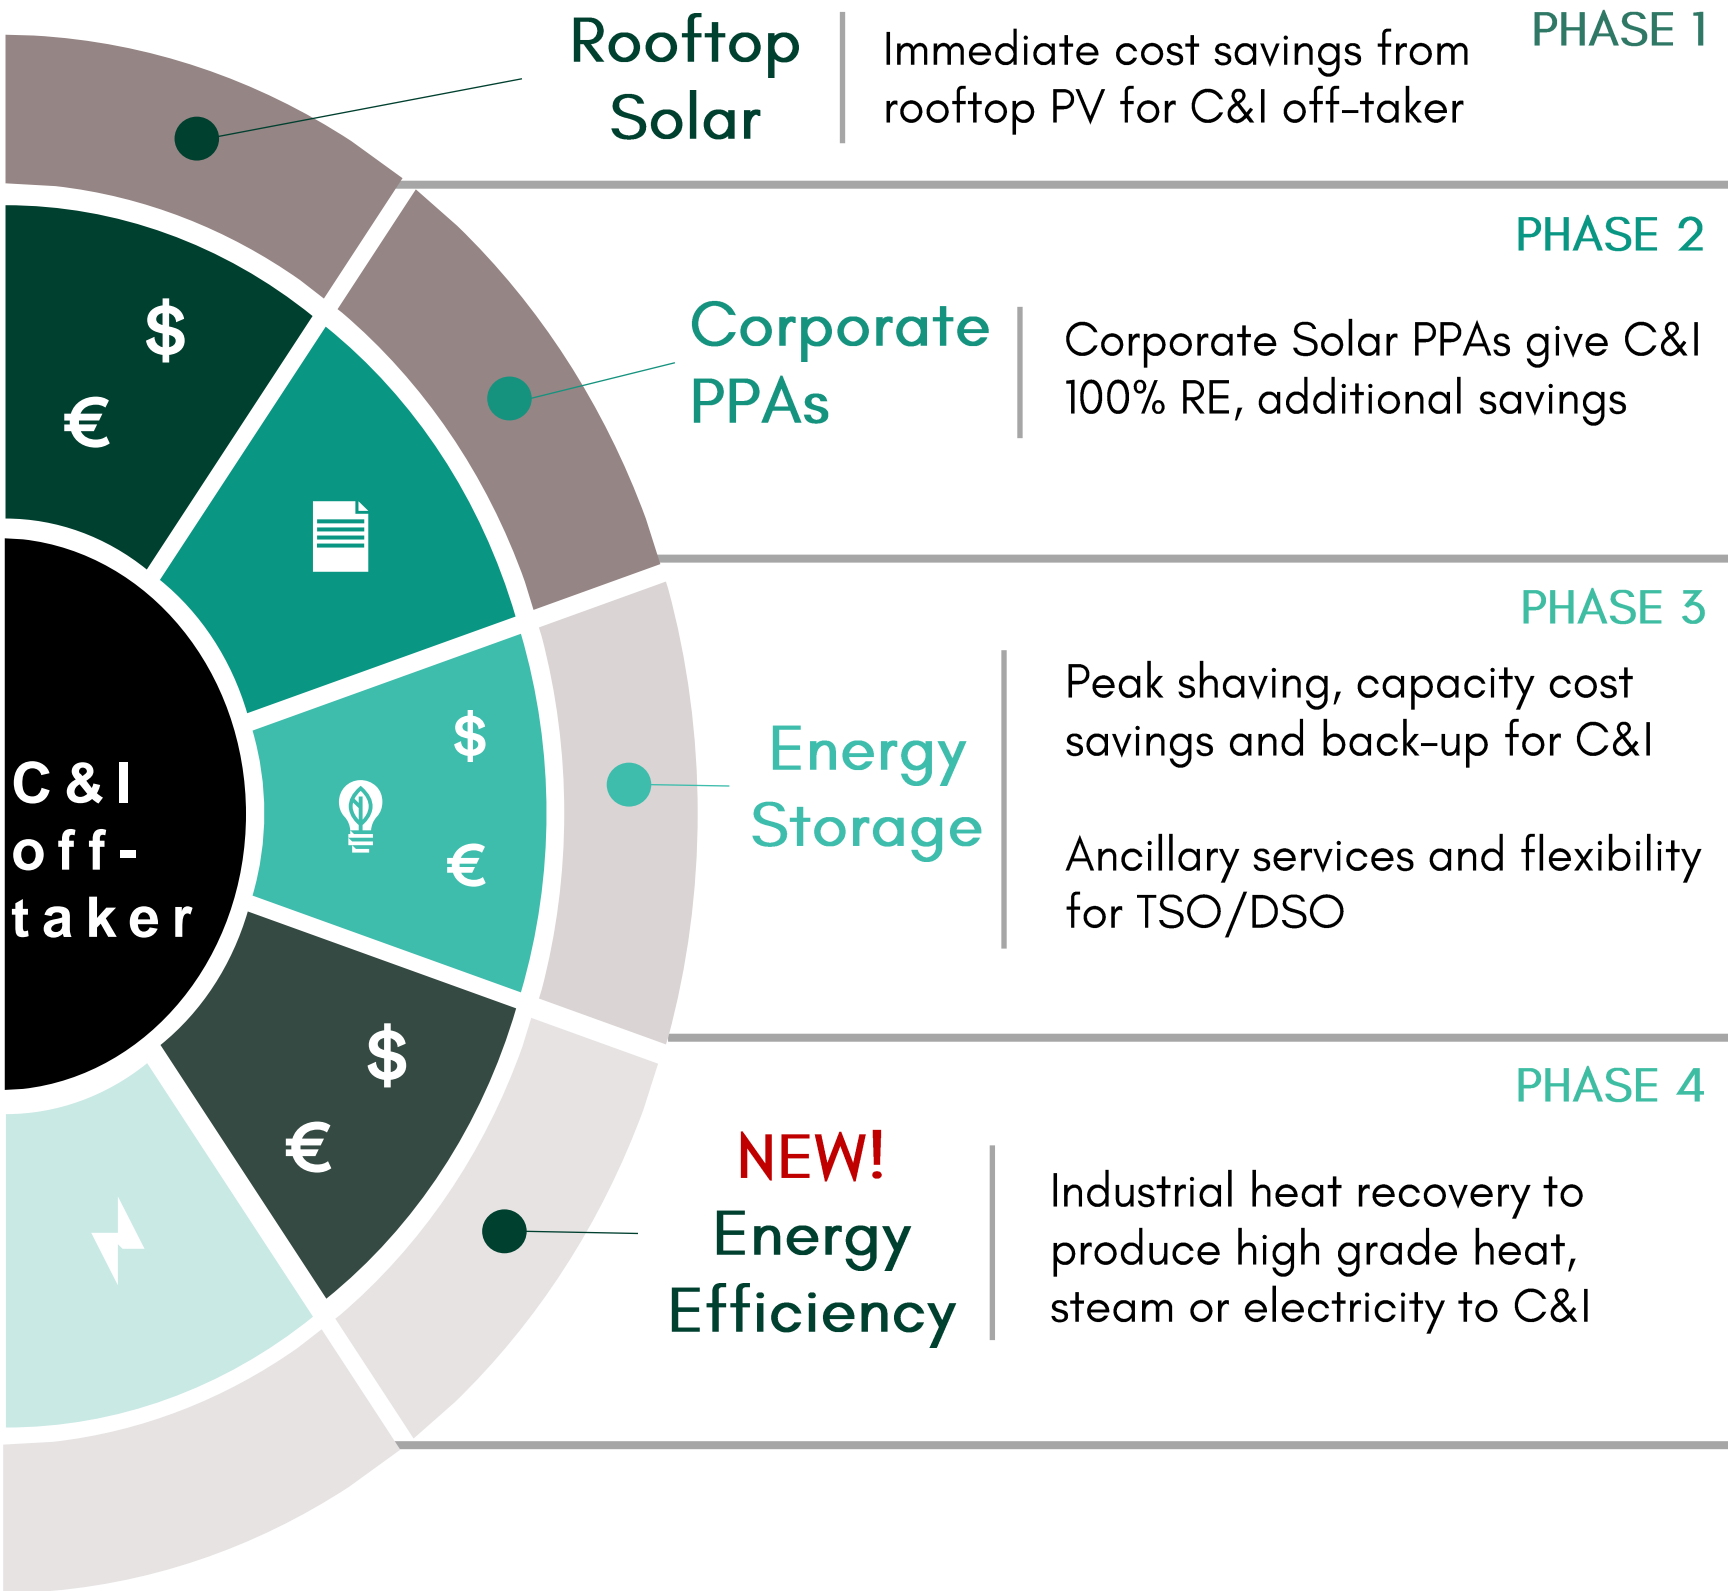 PHASE 1
Rooftop
Solar
Immediate cost savings from
rooftop PV for C&I off-taker
PHASE 2
Corporate
PPAs
Corporate Solar PPAs give C&I
100% RE, additional savings
$
€
PHASE 3
Energy
Storage
Peak shaving, capacity cost
savings and back-up for C&I
Ancillary services and flexibility
for TSO/DSO
$
€
C&I
off-
taker
PHASE 4
NEW!
Energy
Efficiency
Industrial heat recovery to
produce high grade heat,
steam or electricity to C&I
$
€